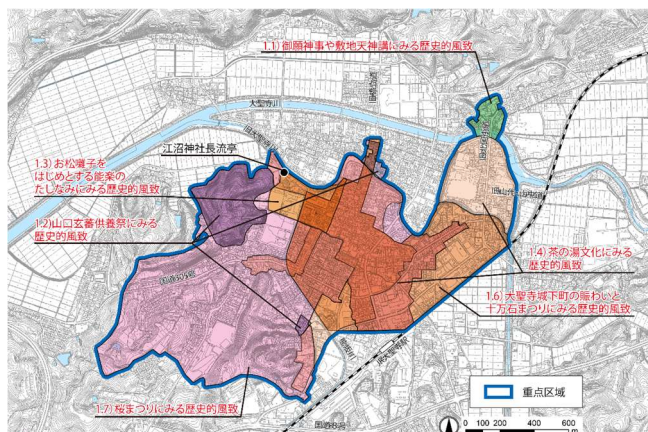 1.1) 御願神事や敷地天神講にみる歴史的風致
大聖寺川
江沼神社長流亭
1.3) お松囃子を
はじめとする能楽の
たしなみにみる歴史的風致
1.2)山口玄蕃供養祭にみる
歴史的風致
1.4) 茶の湯文化にみる
歴史的風致
1.6) 大聖寺城下町の賑わいと
十万石まつりにみる歴史的風致
1.7) 桜まつりにみる歴史的風致
重点区域
0 100 200 400 600
m